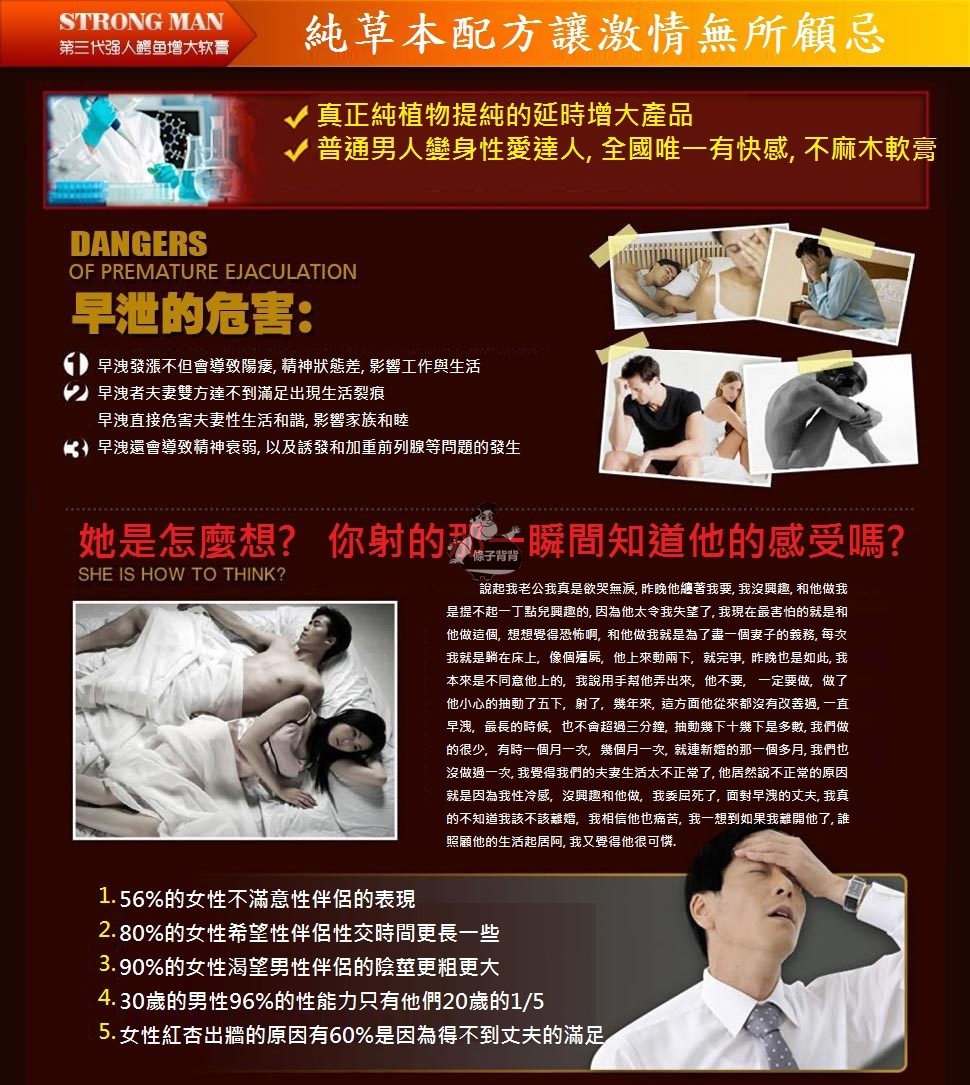 STRONG MAN
第三代强人鳄鱼增大软膏
純草本配方讓激情無所顧忌
真正純植物提純的延時增大產品
普通男人變身性愛達人, 全國唯一有快感, 不麻木軟膏
DANGERS
OF PREMATURE EJACULATION
早泄的危害:
1 早洩發漲不但會導致陽痿, 精神狀態差, 影響工作與生活
2 早洩者夫妻雙方達不到滿足出現生活裂痕
早洩直接危害夫妻性生活和諧, 影響家族和睦
3 早洩還會導致精神衰弱, 以及誘發和加重前列腺等問題的發生
她是怎麼想? 你射的那一瞬間知道他的感受嗎?
條子背背
SHE IS HOW TO THINK?
說起我老公我真是欲哭無淚, 昨晚他纏著我要, 我沒興趣, 和他做我
是提不起一丁點兒興趣的, 因為他太令我失望了, 我現在最害怕的就是和
他做這個, 想想覺得恐怖啊, 和他做我就是為了盡一個妻子的義務, 每次
我就是躺在床上, 像個殭屍, 他上來動兩下, 就完事, 昨晚也是如此, 我
本來是不同意他上的, 我說用手幫他弄出來, 他不要, 一定要做, 做了
他小心的抽動了五下, 射了, 幾年來, 這方面他從來都沒有改善過, 一直
早洩, 最長的時候, 也不會超過三分鐘, 抽動幾下十幾下是多數, 我們做
的很少, 有時一個月一次, 幾個月一次, 就連新婚的那一個多月, 我們也
沒做過一次, 我覺得我們的夫妻生活太不正常了, 他居然說不正常的原因
就是因為我性冷感, 沒興趣和他做, 我委屈死了, 面對早洩的丈夫, 我真
的不知道我該不該離婚, 我相信他也痛苦, 我一想到如果我離開他了, 誰
照顧他的生活起居阿, 我又覺得他很可憐.
1. 56%的女性不滿意性伴侶的表現
2. 80%的女性希望性伴侶性交時間更長一些
3. 90%的女性渴望男性伴侶的陰莖更粗更大
4. 30歲的男性96%的性能力只有他們20歲的1/5
5. 女性紅杏出牆的原因有60%是因為得不到丈夫的滿足